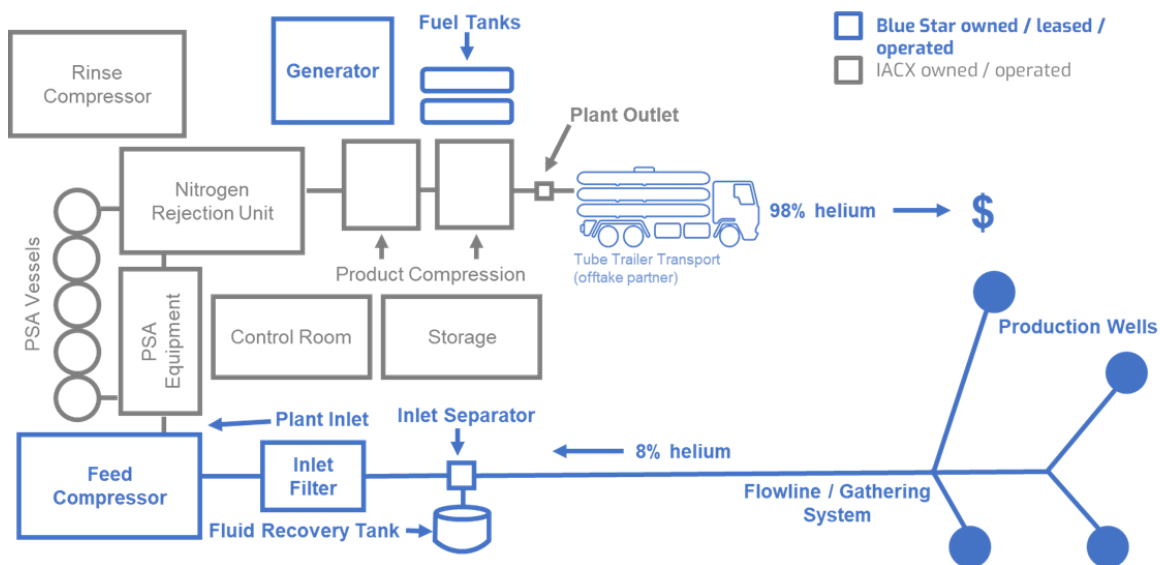 Fuel Tanks
Blue Star owned / leased /
operated
IACX owned / operated
Rinse
Compressor
Generator
Plant Outlet
Nitrogen
Rejection Unit
98% helium
$
Tube Trailer Transport
(offtake partner)
Product Compression
PSA Vessels
PSA
Equipment
Control Room
Storage
Production Wells
Plant Inlet
Inlet Separator
8% helium
Feed
Compressor
Inlet
Filter
Flowline / Gathering
System
Fluid Recovery Tank